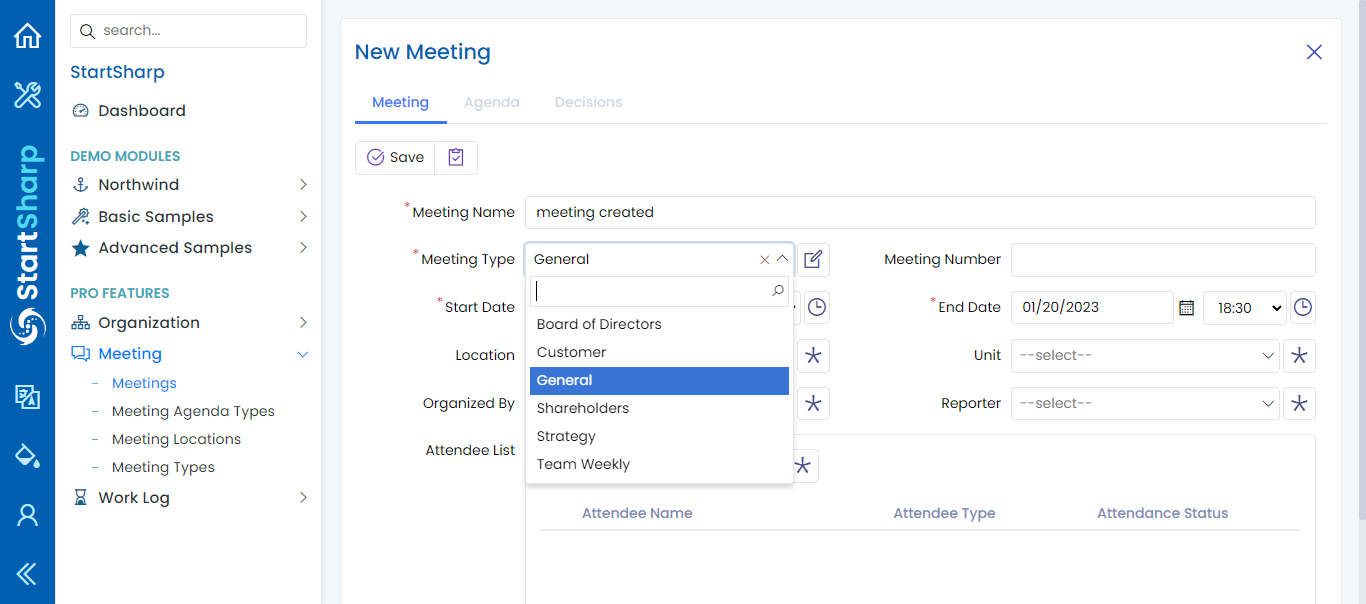 StartSharp
search...
StartSharp
Dashboard
DEMO MODULES
Northwind
Basic Samples
Advanced Samples
PRO FEATURES
Organization
Meeting
Meetings
Meeting Agenda Types
Meeting Locations
Meeting Types
Work Log
New Meeting
Meeting Agenda Decisions
Save
* Meeting Name meeting created
* Meeting Type General
Meeting Number
Board of Directors
Customer
General
Shareholders
Strategy
Team Weekly
* Start Date
* End Date 01/20/2023 18:30
Location
Unit --select--
Organized By
Reporter --select--
Attendee List
Attendee Name Attendee Type Attendance Status